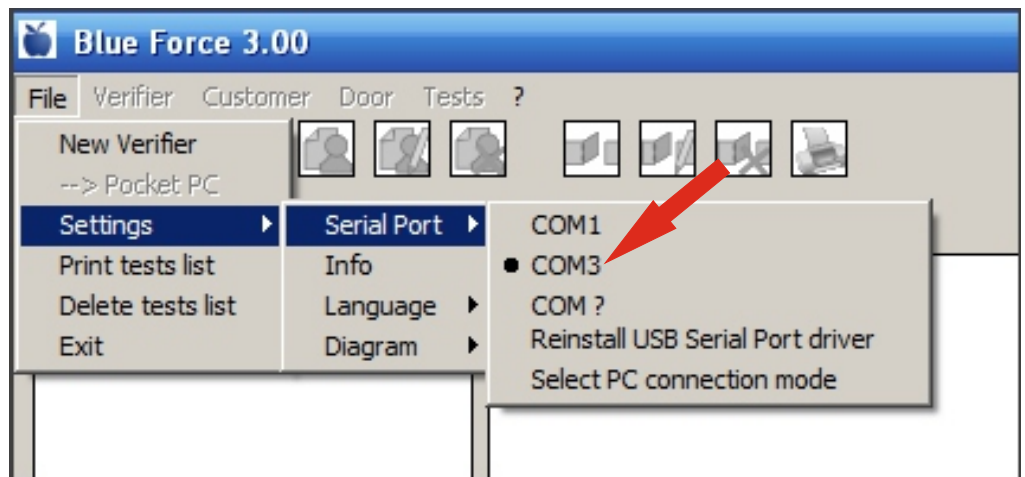 Blue Force 3.00
File Verifier Customer Door Tests ?
New Verifier
--> Pocket PC
Settings
Print tests list
Delete tests list
Exit
Serial Port
Info
Language
Diagram
COM1
COM3
COM ?
Reinstall USB Serial Port driver
Select PC connection mode